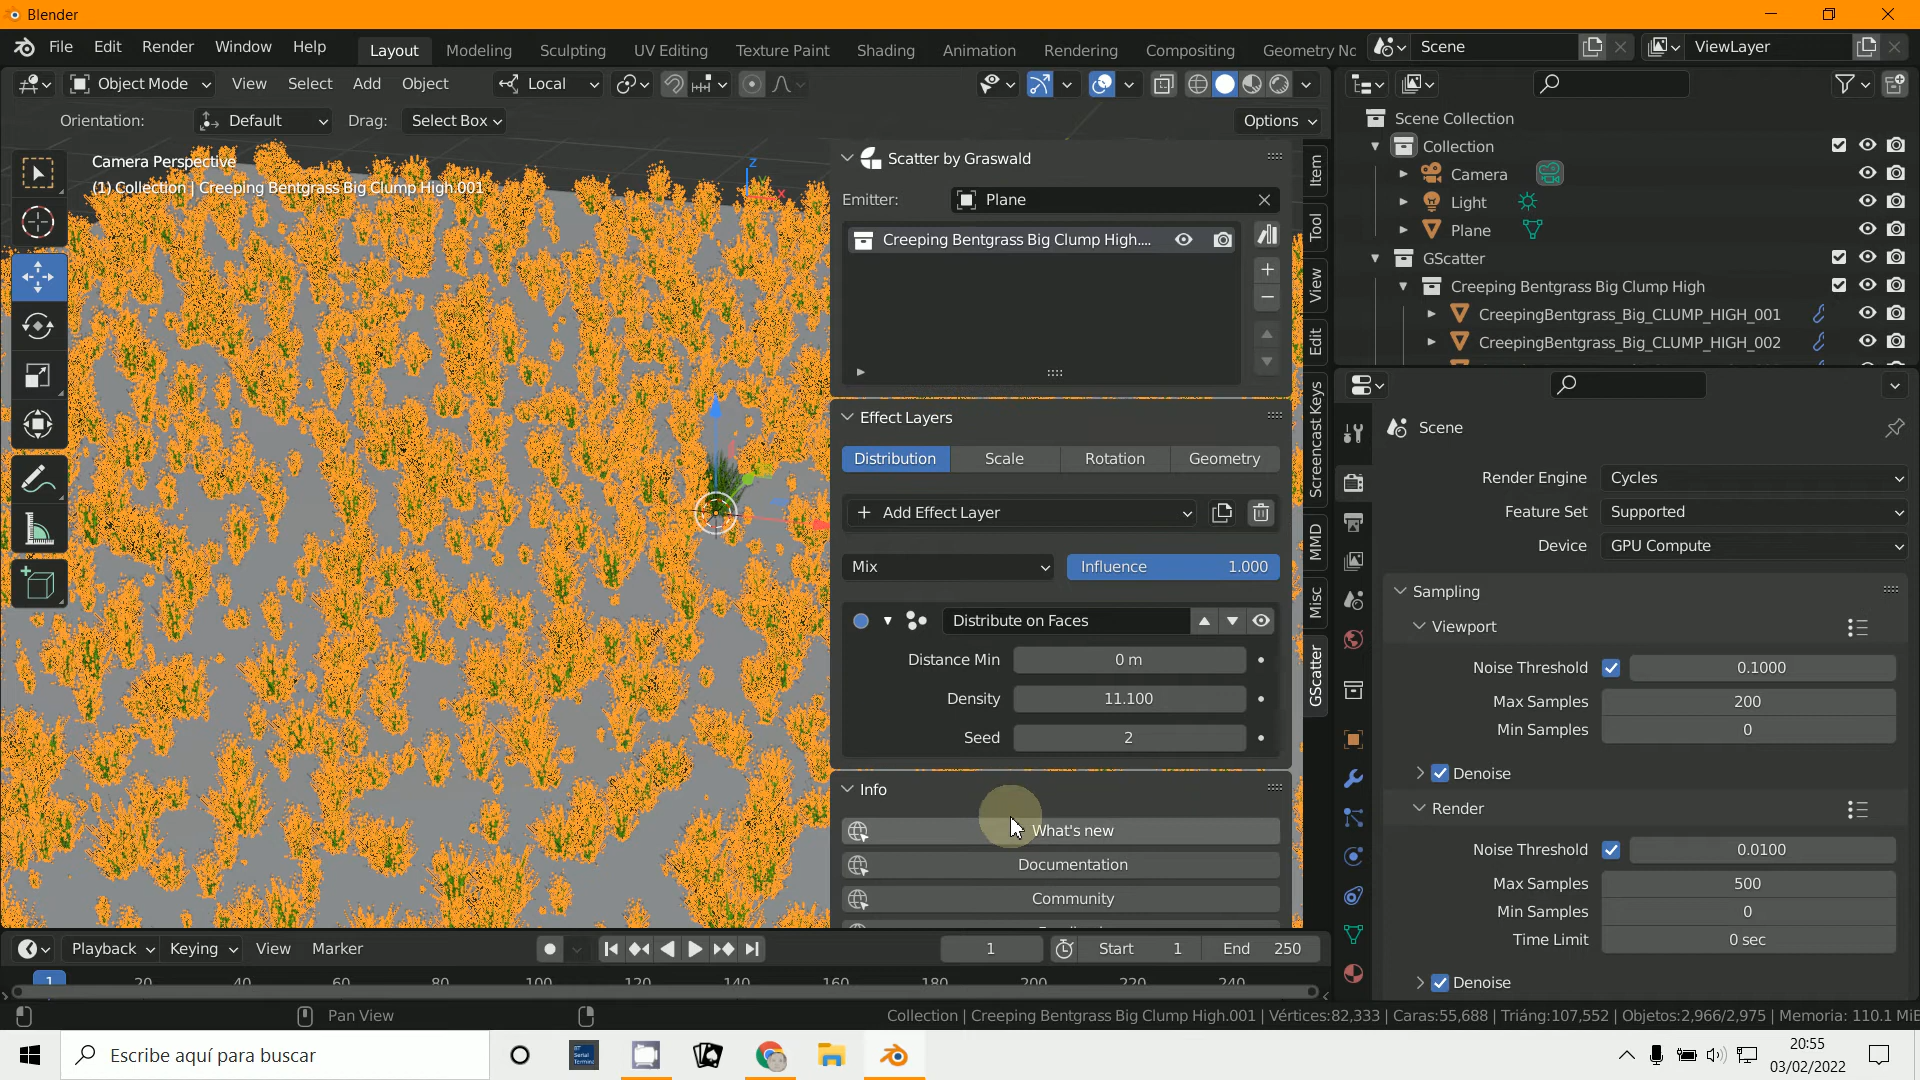 Blender
File Edit Render Window Help Layout Modeling Sculpting UV Editing Texture Paint Shading Animation Rendering Compositing Geometry No Scene ViewLayer
Object Mode View Select Add Object Local
Orientation: Default Drag: Select Box Options
Camera Perspective
(1) Collection | Creeping Bentgrass Big Clump High.001
Z
X
Y
Scatter by Graswald
Emitter: Plane
Creeping Bentgrass Big Clump High....
Effect Layers
Distribution Scale Rotation Geometry
Add Effect Layer
Mix Influence 1.000
Distribute on Faces
Distance Min 0 m
Density 11.100
Seed 2
Info
What's new
Documentation
Community
Item
Tool
View
Edit
Screencast Keys
MMD
Misc
GScatter
Scene Collection
Collection
Camera
Light
Plane
GScatter
Creeping Bentgrass Big Clump High
CreepingBentgrass_Big_CLUMP_HIGH_001
CreepingBentgrass_Big_CLUMP_HIGH_002
Scene
Render Engine Cycles
Feature Set Supported
Device GPU Compute
Sampling
Viewport
Noise Threshold 0.1000
Max Samples 200
Min Samples 0
Denoise
Render
Noise Threshold 0.0100
Max Samples 500
Min Samples 0
Time Limit 0 sec
Denoise
Playback Keying View Marker 1 Start 1 End 250
1 20 40 60 80 100 120 140 160 180 200 220 240
Pan View Collection | Creeping Bentgrass Big Clump High.001 | Vértices:82,333 | Caras:55,688 | Triáng:107,552 | Objetos:2,966/2,975 | Memoria: 110.1 MiE
Escribe aquí para buscar
20:55
03/02/2022